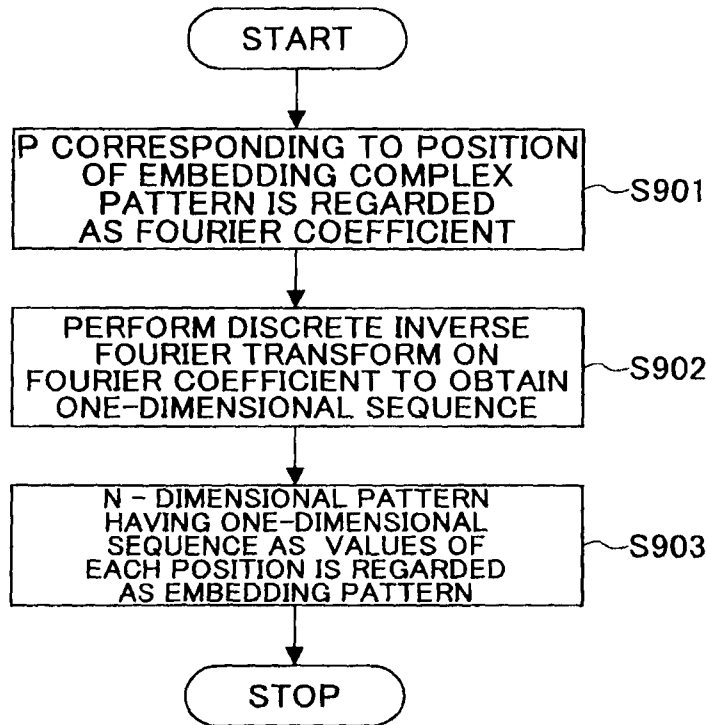 START
P CORRESPONDING TO POSITION
OF EMBEDDING COMPLEX
PATTERN IS REGARDED
AS FOURIER COEFFICIENT
S901
PERFORM DISCRETE INVERSE
FOURIER TRANSFORM ON
FOURIER COEFFICIENT TO OBTAIN
ONE-DIMENSIONAL SEQUENCE
S902
N - DIMENSIONAL PATTERN
HAVING ONE-DIMENSIONAL
SEQUENCE AS VALUES OF
EACH POSITION IS REGARDED
AS EMBEDDING PATTERN
S903
STOP